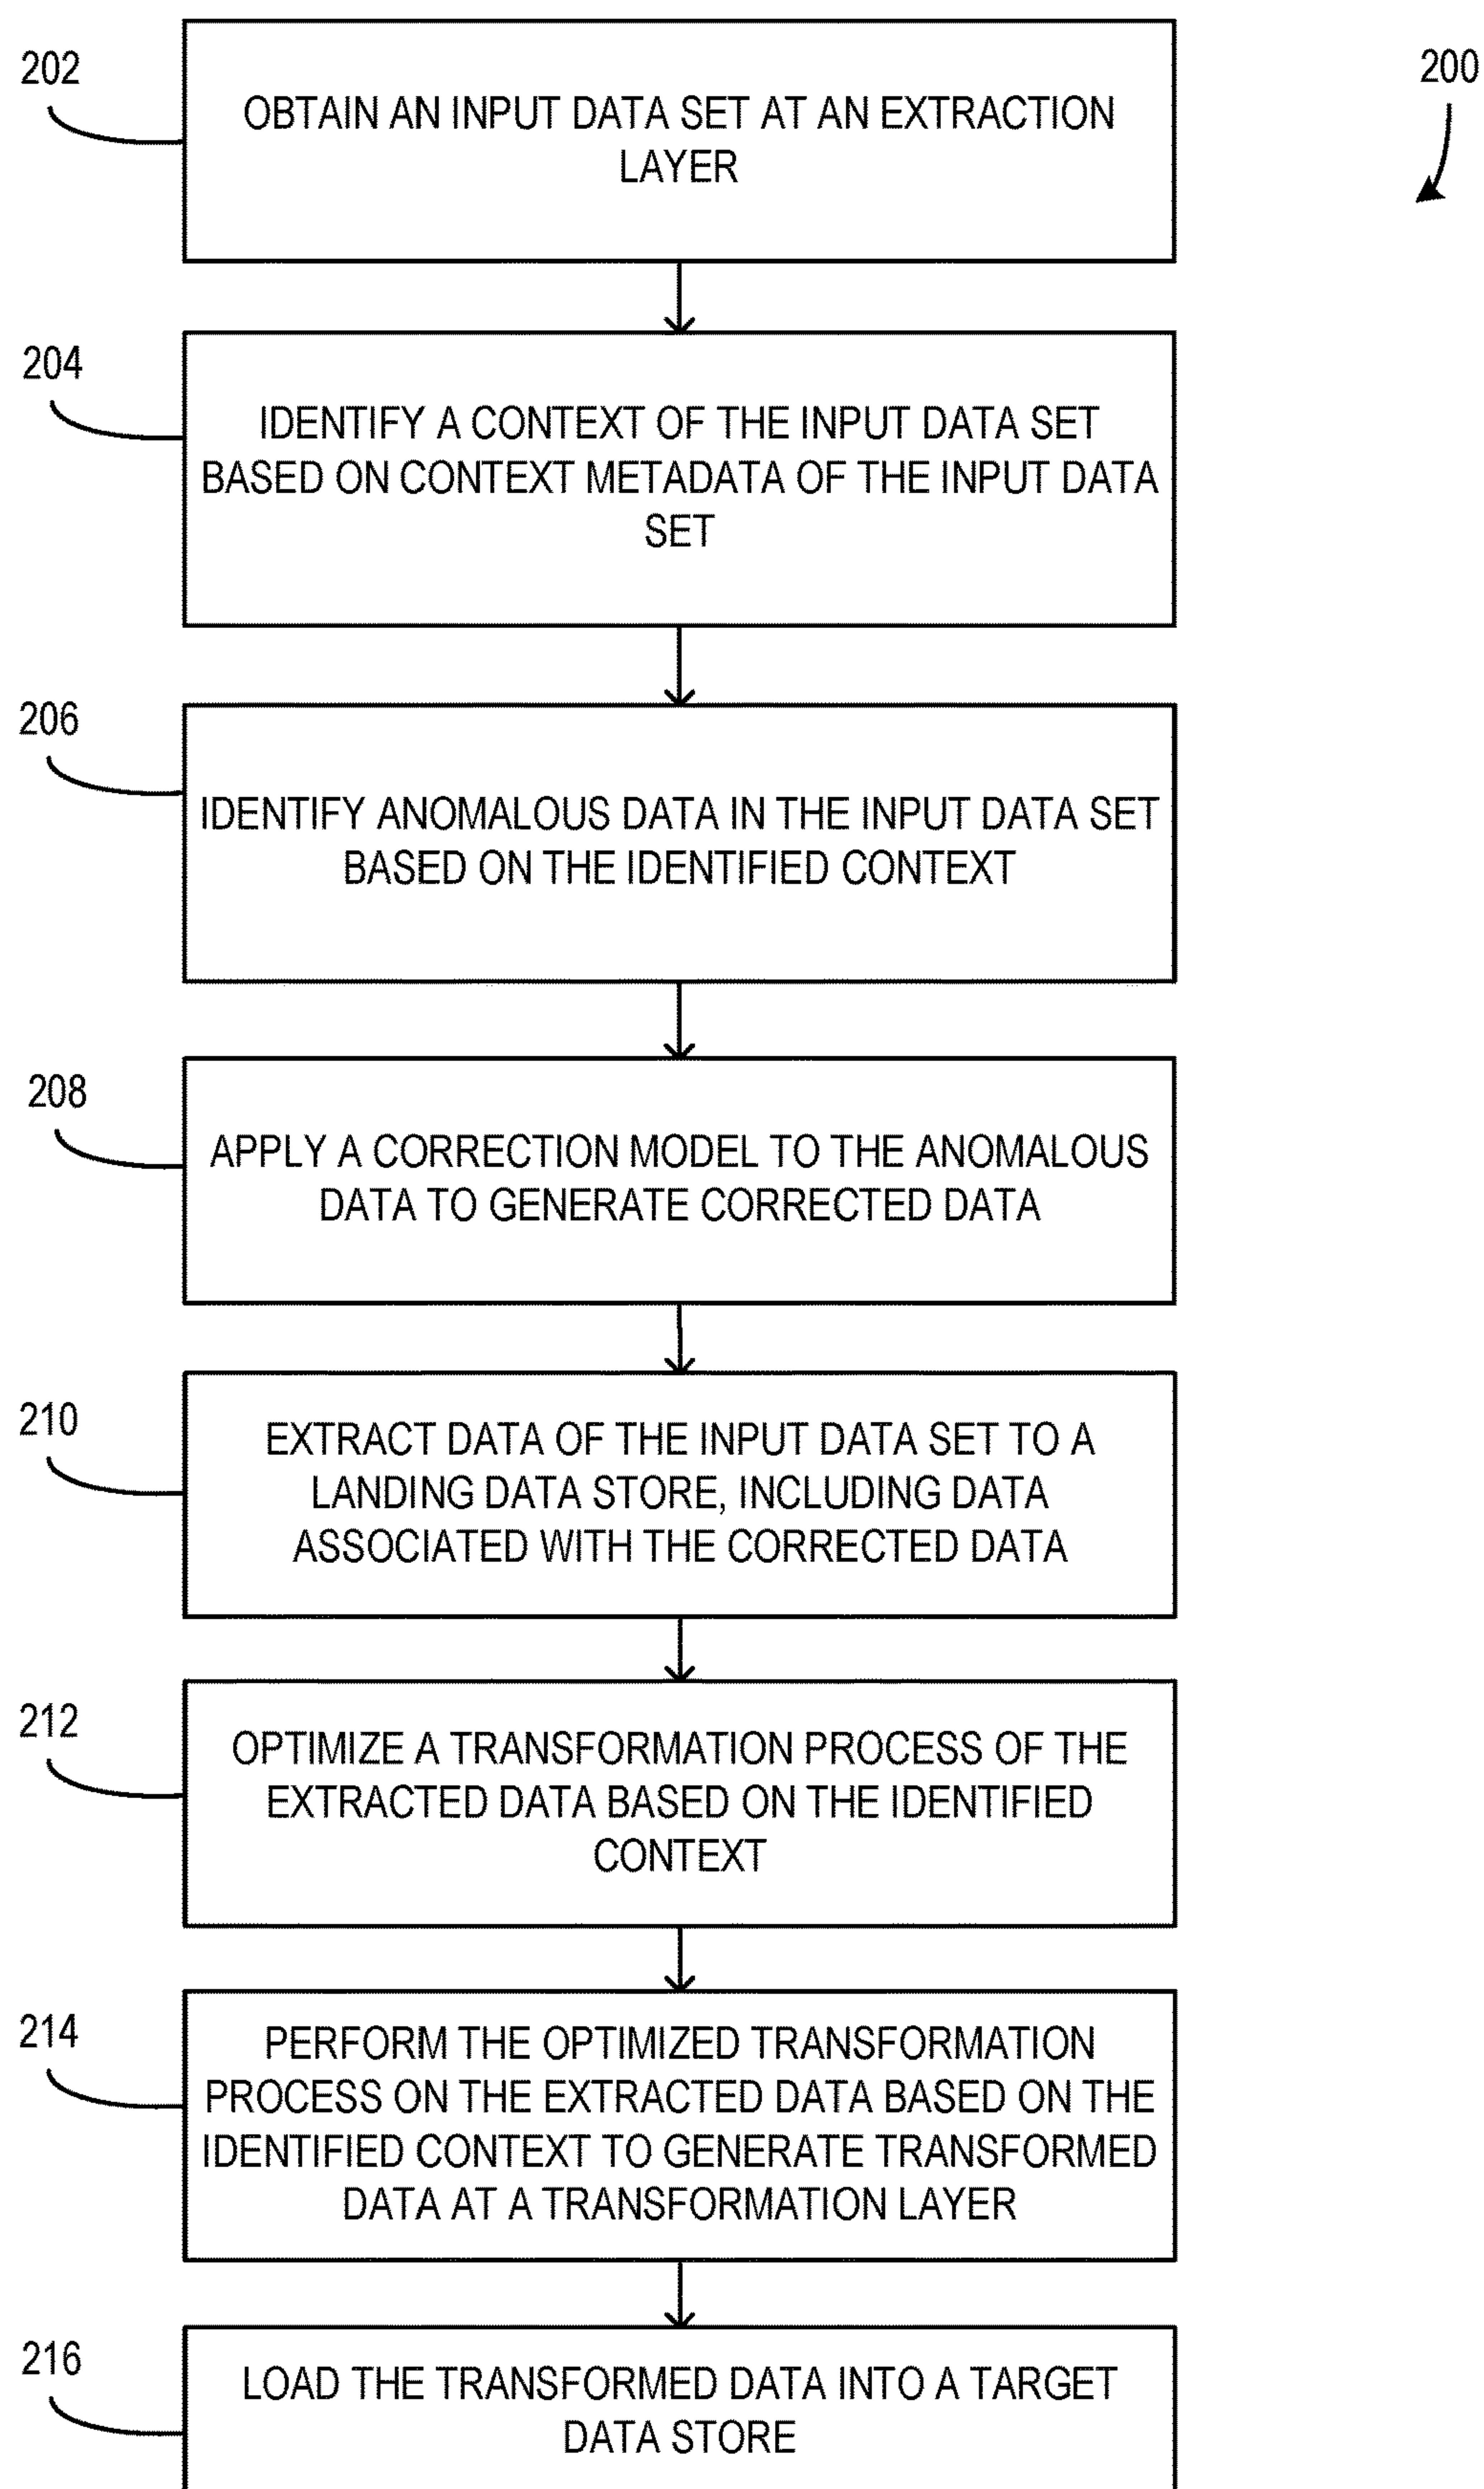 202
200
OBTAIN AN INPUT DATA SET AT AN EXTRACTION
LAYER
204
IDENTIFY A CONTEXT OF THE INPUT DATA SET
BASED ON CONTEXT METADATA OF THE INPUT DATA
SET
206
IDENTIFY ANOMALOUS DATA IN THE INPUT DATA SET
BASED ON THE IDENTIFIED CONTEXT
208
APPLY A CORRECTION MODEL TO THE ANOMALOUS
DATA TO GENERATE CORRECTED DATA
210
EXTRACT DATA OF THE INPUT DATA SET TO A
LANDING DATA STORE, INCLUDING DATA
ASSOCIATED WITH THE CORRECTED DATA
212
OPTIMIZE A TRANSFORMATION PROCESS OF THE
EXTRACTED DATA BASED ON THE IDENTIFIED
CONTEXT
214
PERFORM THE OPTIMIZED TRANSFORMATION
PROCESS ON THE EXTRACTED DATA BASED ON THE
IDENTIFIED CONTEXT TO GENERATE TRANSFORMED
DATA AT A TRANSFORMATION LAYER
216
LOAD THE TRANSFORMED DATA INTO A TARGET
DATA STORE